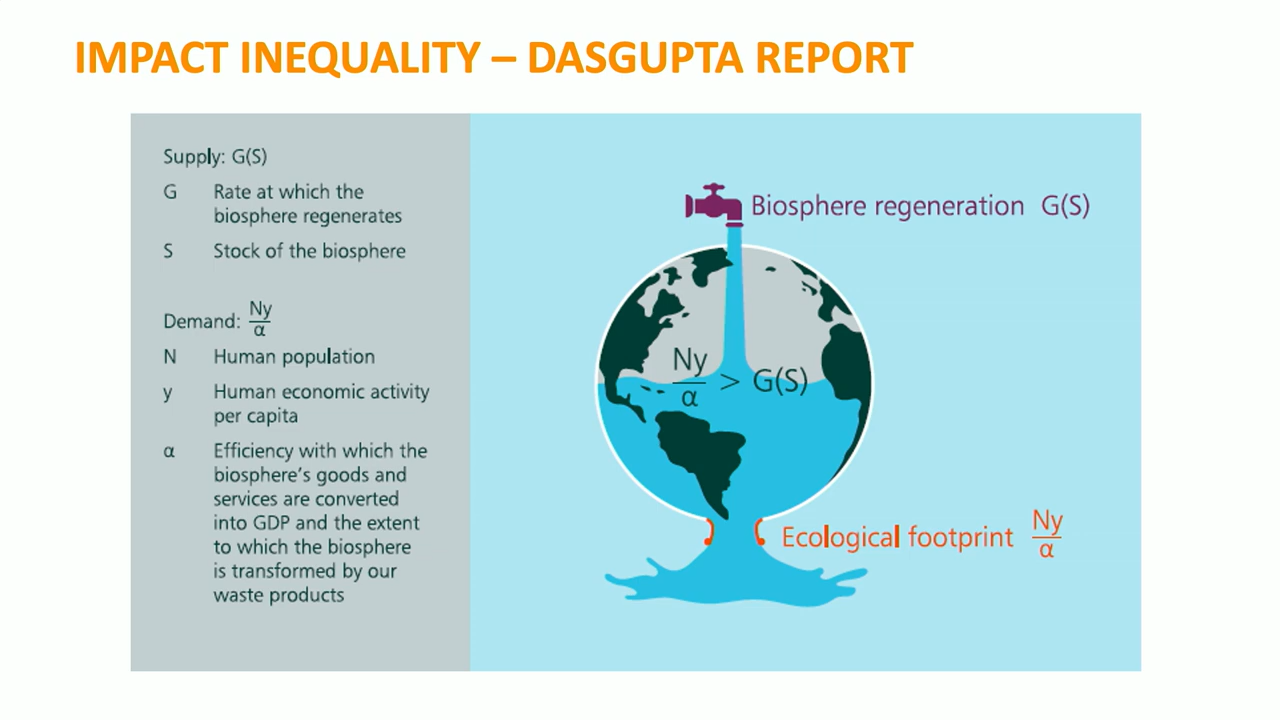 IMPACT INEQUALITY – DASGUPTA REPORT
Supply: G(S)
G Rate at which the
biosphere regenerates
S Stock of the biosphere
Demand: Ny/α
N Human population
y Human economic activity
per capita
α Efficiency with which the
biosphere's goods and
services are converted
into GDP and the extent
to which the biosphere
is transformed by our
waste products
Biosphere regeneration G(S)
Ny/α > G(S)
Ecological footprint Ny/α